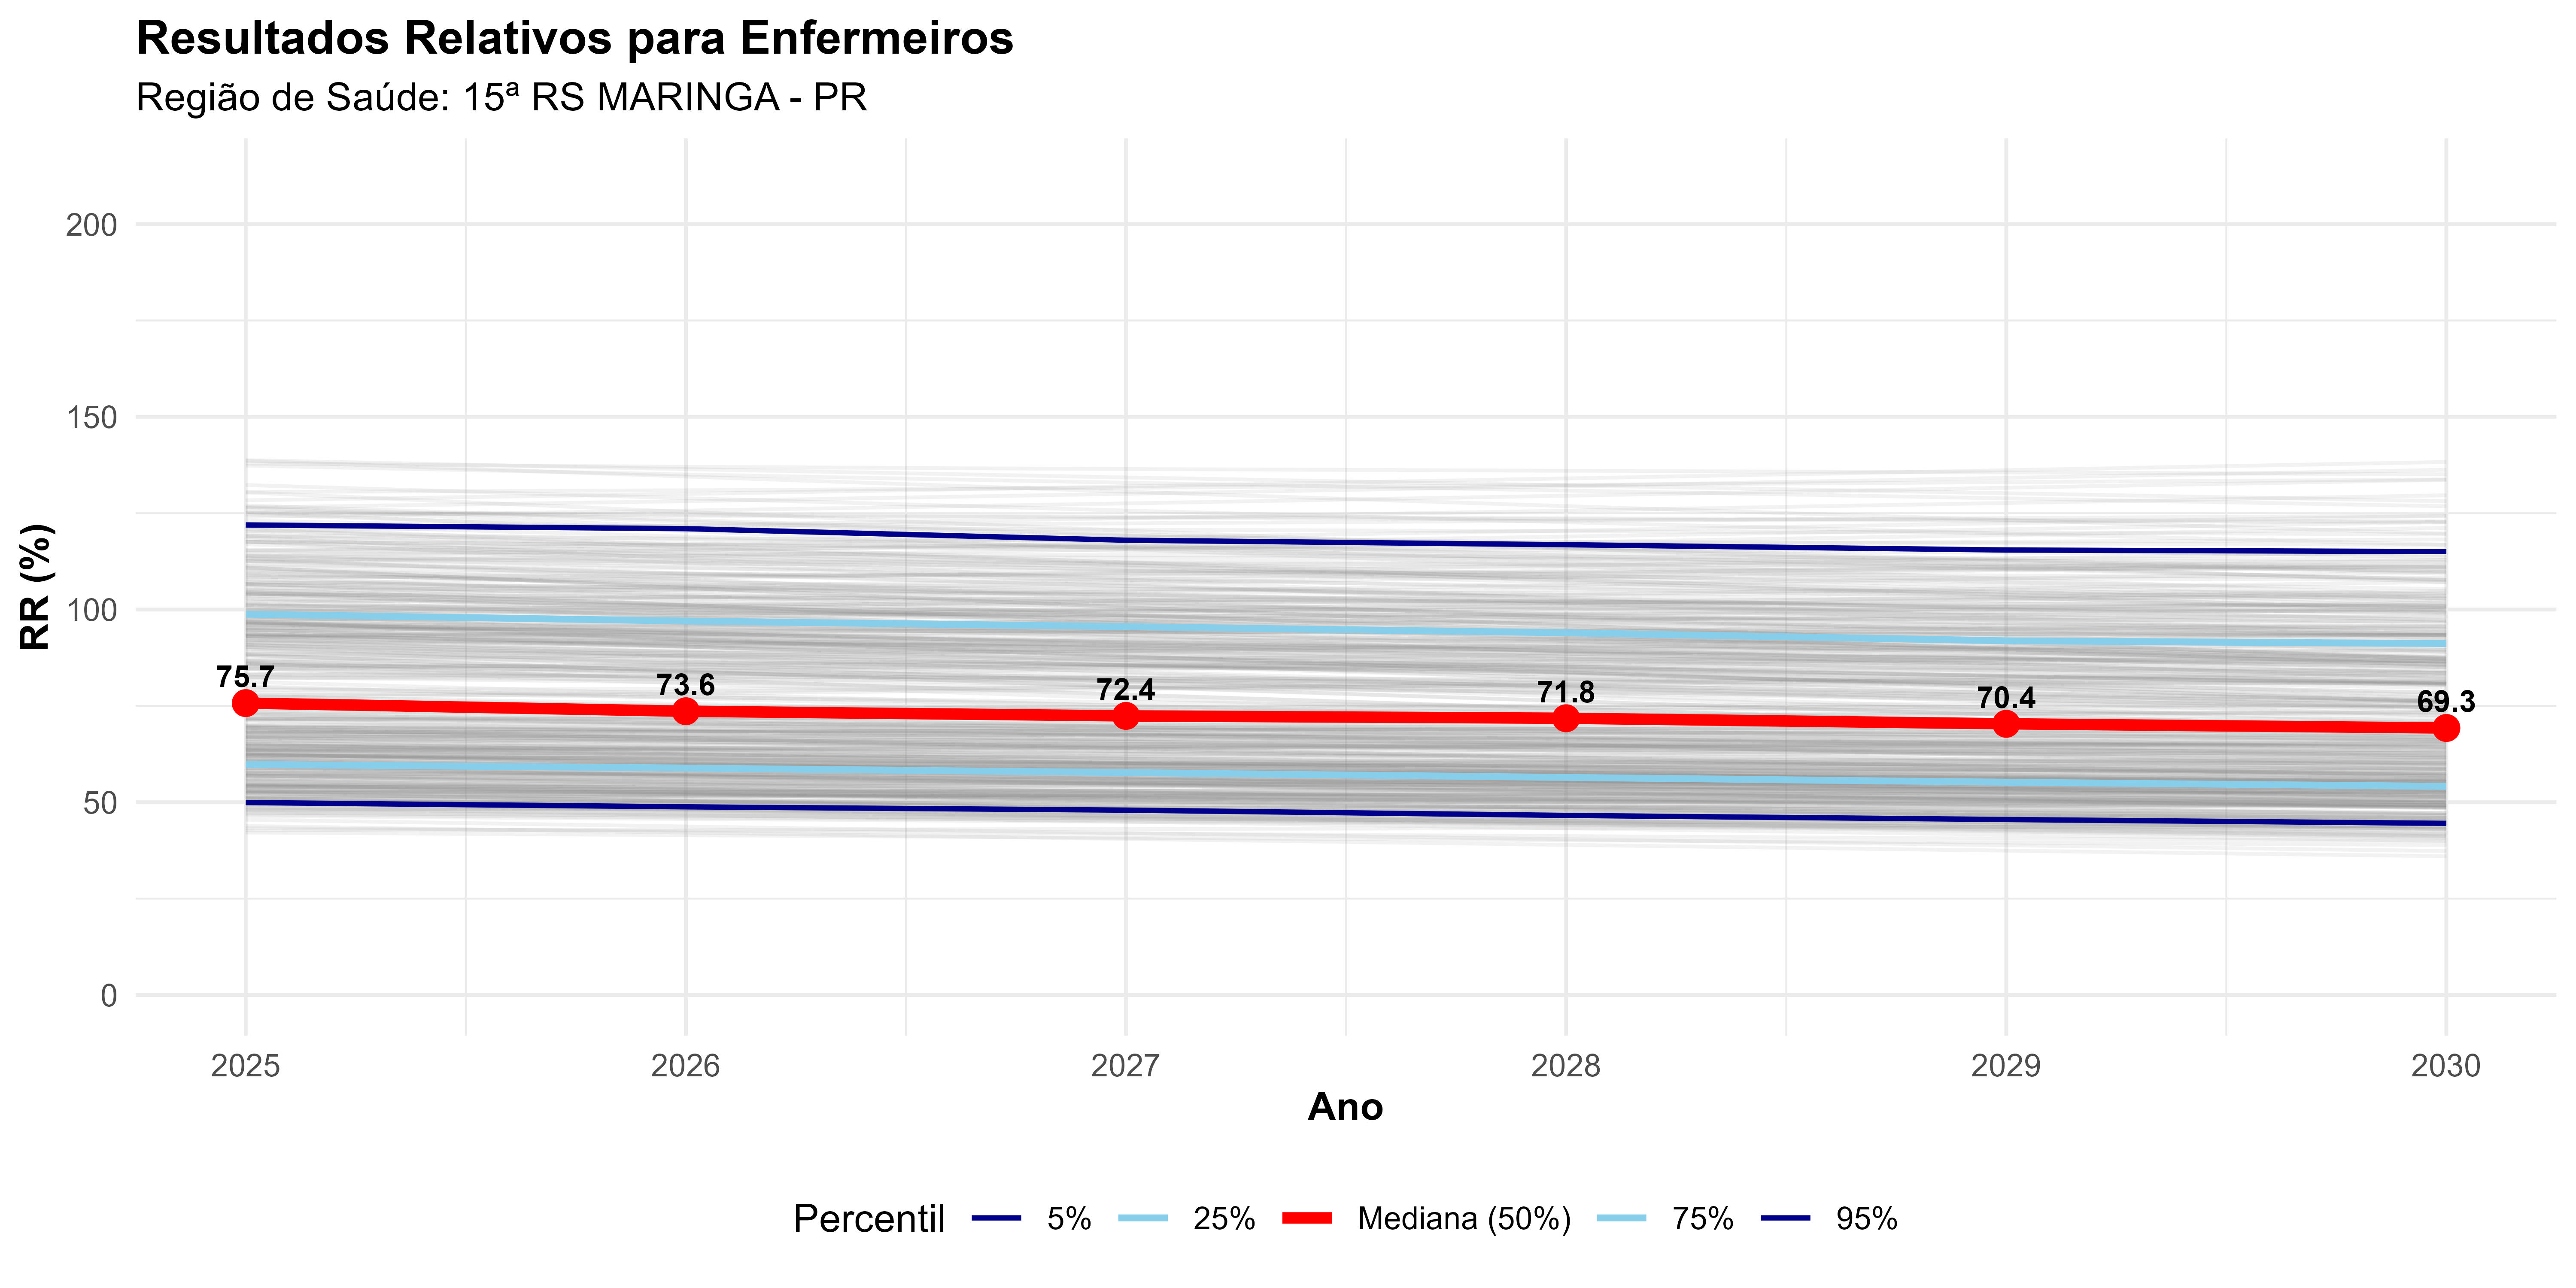 Resultados Relativos para Enfermeiros
Região de Saúde: 15ª RS MARINGA - PR
RR (%)
200
150
100
50
0
75.7
73.6
72.4
71.8
70.4
69.3
2025 2026 2027 2028 2029 2030
Ano
Percentil 5% 25% Mediana (50%) 75% 95%